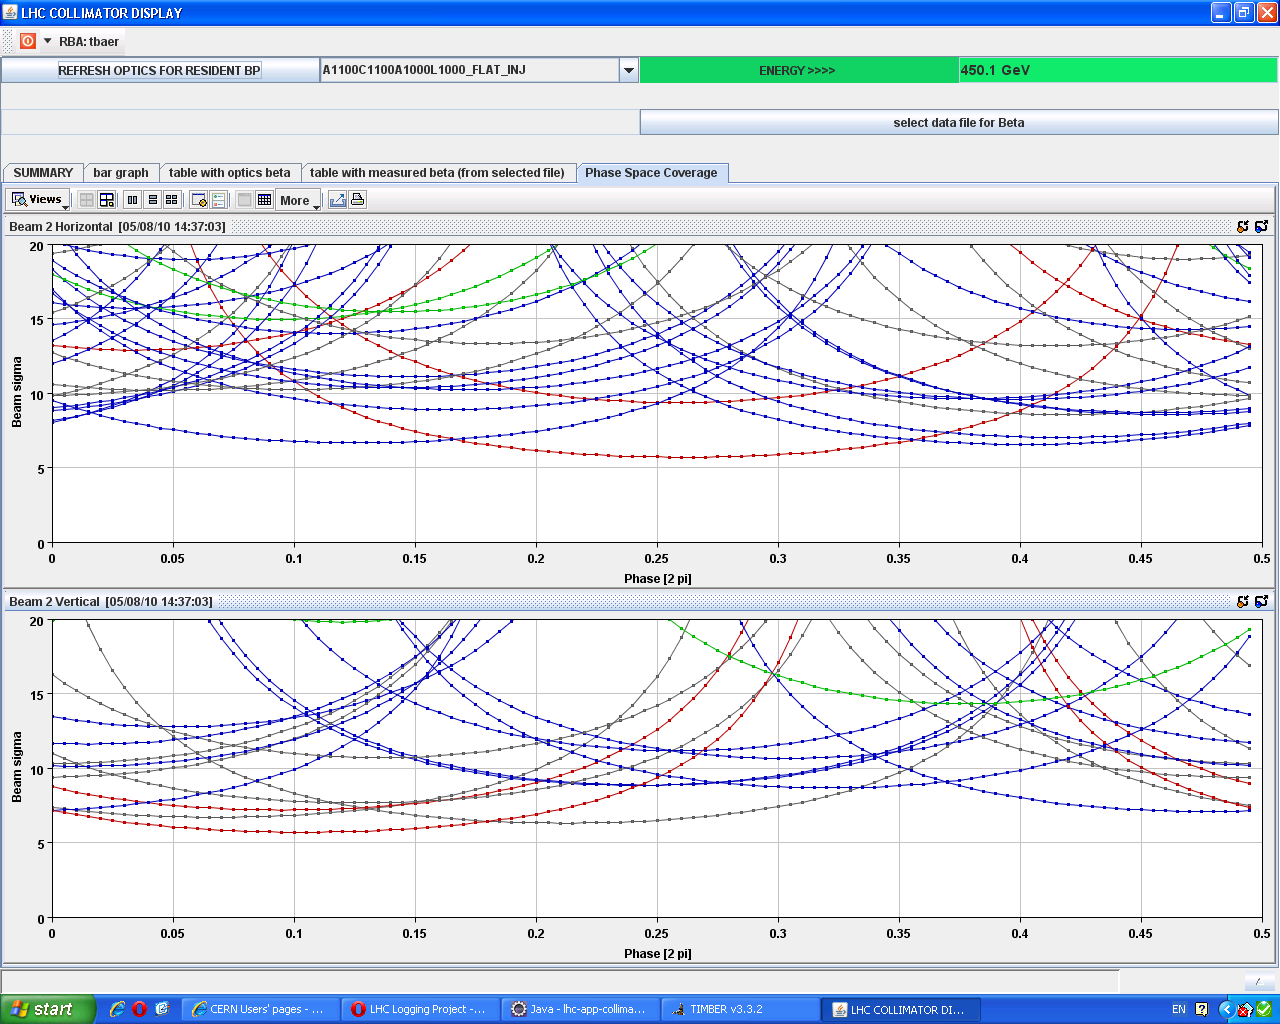 LHC COLLIMATOR DISPLAY
RBA: tbaer
REFRESH OPTICS FOR RESIDENT BP A1100C1100A1000L1000_FLAT_INJ ENERGY >>>> 450.1 GeV
select data file for Beta
SUMMARY bar graph table with optics beta table with measured beta (from selected file) Phase Space Coverage
Views More
Beam 2 Horizontal [05/08/10 14:37:03]
20
15
10
5
0
Beam sigma
0 0.05 0.1 0.15 0.2 0.25 0.3 0.35 0.4 0.45 0.5
Phase [2 pi]
Beam 2 Vertical [05/08/10 14:37:03]
20
15
10
5
0
Beam sigma
0 0.05 0.1 0.15 0.2 0.25 0.3 0.35 0.4 0.45 0.5
Phase [2 pi]
start CERN Users' pages - ... LHC Logging Project -... Java - lhc-app-collima... TIMBER v3.3.2 LHC COLLIMATOR DI... EN